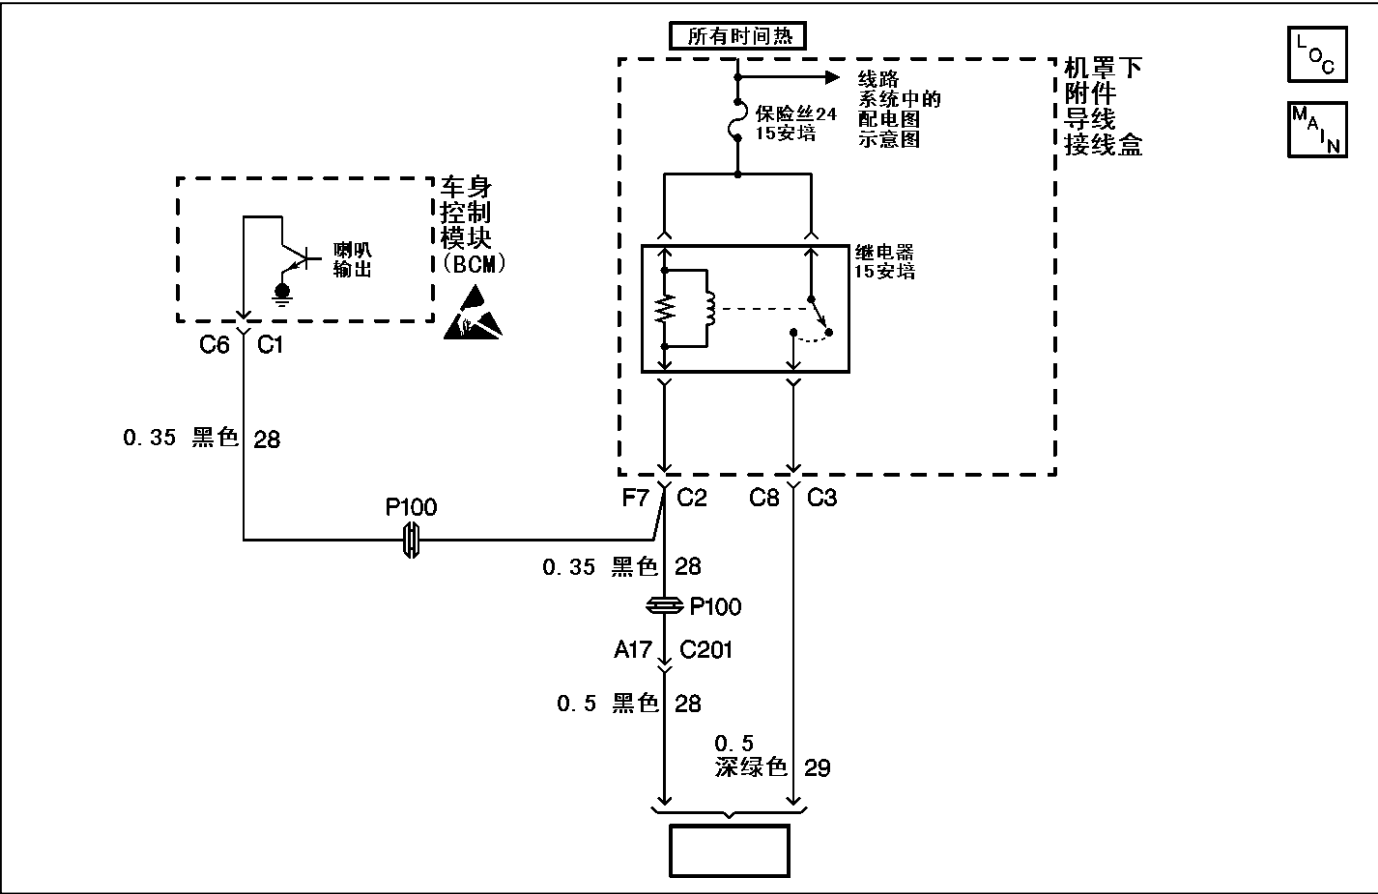 所有时间热
L
O
C
机罩下
附件
导线
接线盒
线路
系统中的
配电图
示意图
保险丝24
15安培
M
A
I
N
车身
控制
模块
(BCM)
喇叭
输出
继电器
15安培
C6 C1
0.35 黑色 28
F7 C2 C8 C3
P100
0.35 黑色 28
P100
A17 C201
0.5 黑色 28
0.5
深绿色 29